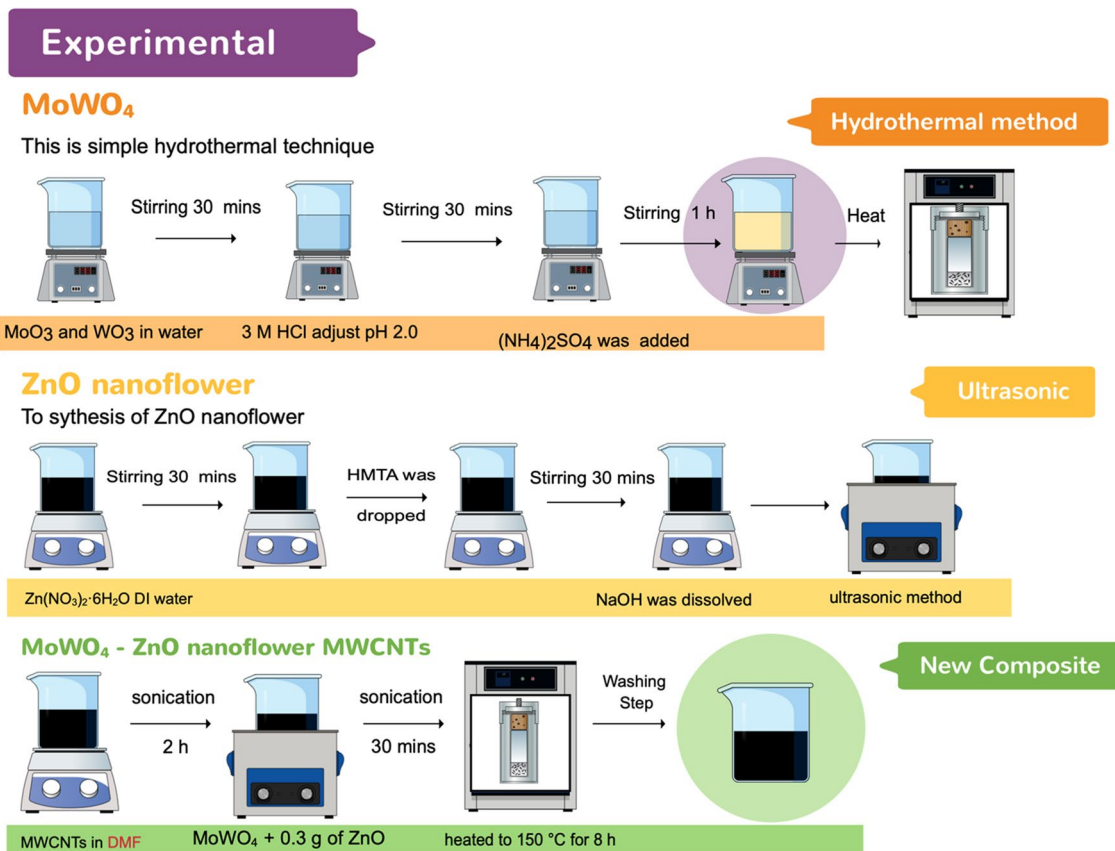 Experimental
MoWO₄
Hydrothermal method
This is simple hydrothermal technique
Stirring 30 mins
Stirring 30 mins
Stirring 1 h
Heat
MoO3 and WO3 in water
3 M HCl adjust pH 2.0
(NH4)2SO4 was added
ZnO nanoflower
Ultrasonic
To sythesis of ZnO nanoflower
Stirring 30 mins
HMTA was
dropped
Stirring 30 mins
Zn(NO₃)₂·6H₂O DI water
NaOH was dissolved
ultrasonic method
MoWO₄ - ZnO nanoflower MWCNTs
New Composite
sonication
2 h
sonication
30 mins
Washing
Step
MWCNTs in DMF
MoWO₄ + 0.3 g of ZnO
heated to 150 °C for 8 h